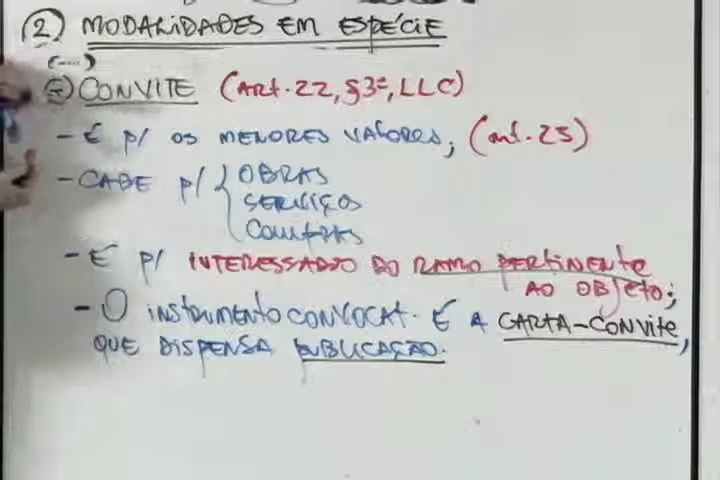 2) MODALIDADES EM ESPÉCIE
(....)
CONVITE (ART. 22, §3º, LLC)
- É P/ OS MENORES VALORES; (ART. 23)
- CABE P/ { OBRAS
SERVIÇOS
COMPRAS
- É P/ INTERESSADO DO RAMO PERTINENTE
AO OBJETO;
- O INSTRUMENTO CONVOCAT. É A CARTA-CONVITE,
QUE DISPENSA PUBLICAÇÃO.